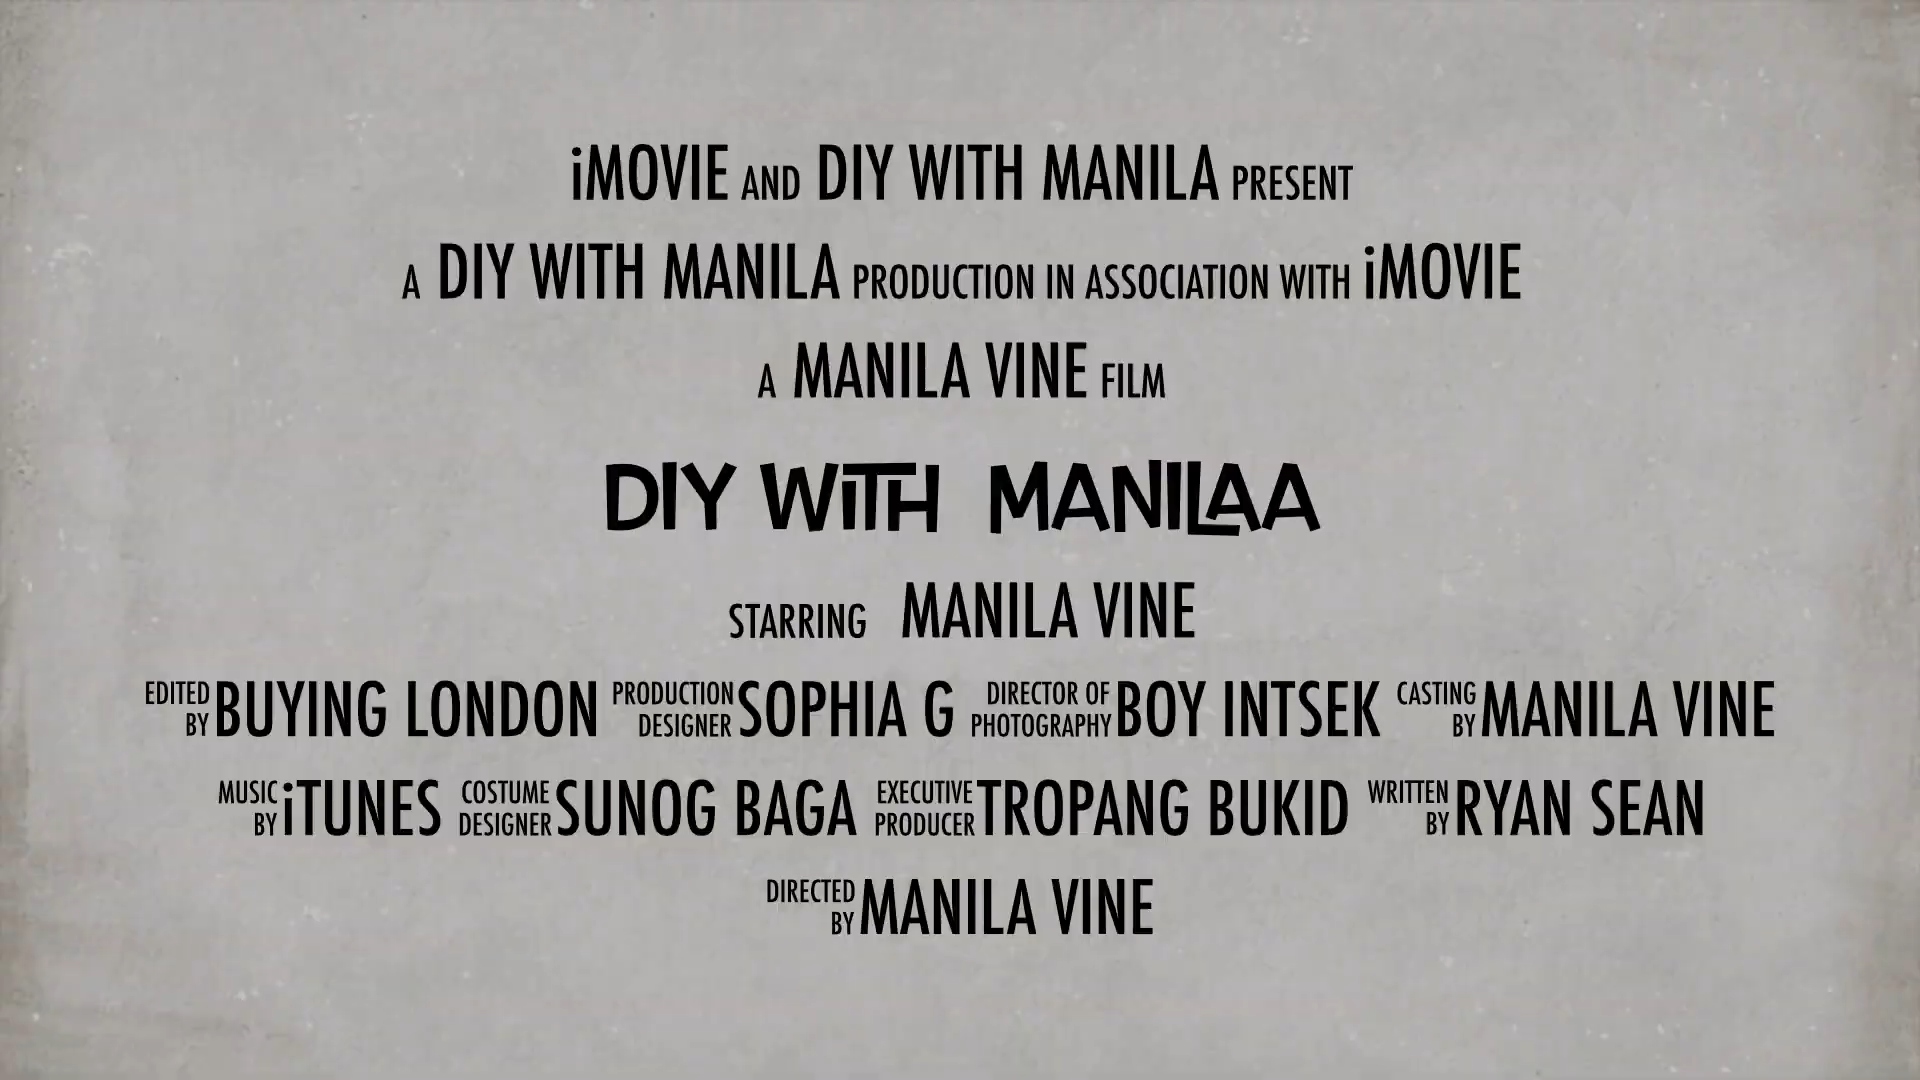 iMOVIE AND DIY WITH MANILA PRESENT
A DIY WITH MANILA PRODUCTION IN ASSOCIATION WITH iMOVIE
A MANILA VINE FILM
DIY WiTH MANILAA
STARRING MANILA VINE
EDITED BY BUYING LONDON PRODUCTION DESIGNER SOPHIA G DIRECTOR OF PHOTOGRAPHY BOY INTSEK CASTING BY MANILA VINE
MUSIC BY iTUNES COSTUME DESIGNER SUNOG BAGA EXECUTIVE PRODUCER TROPANG BUKID WRITTEN BY RYAN SEAN
DIRECTED BY MANILA VINE